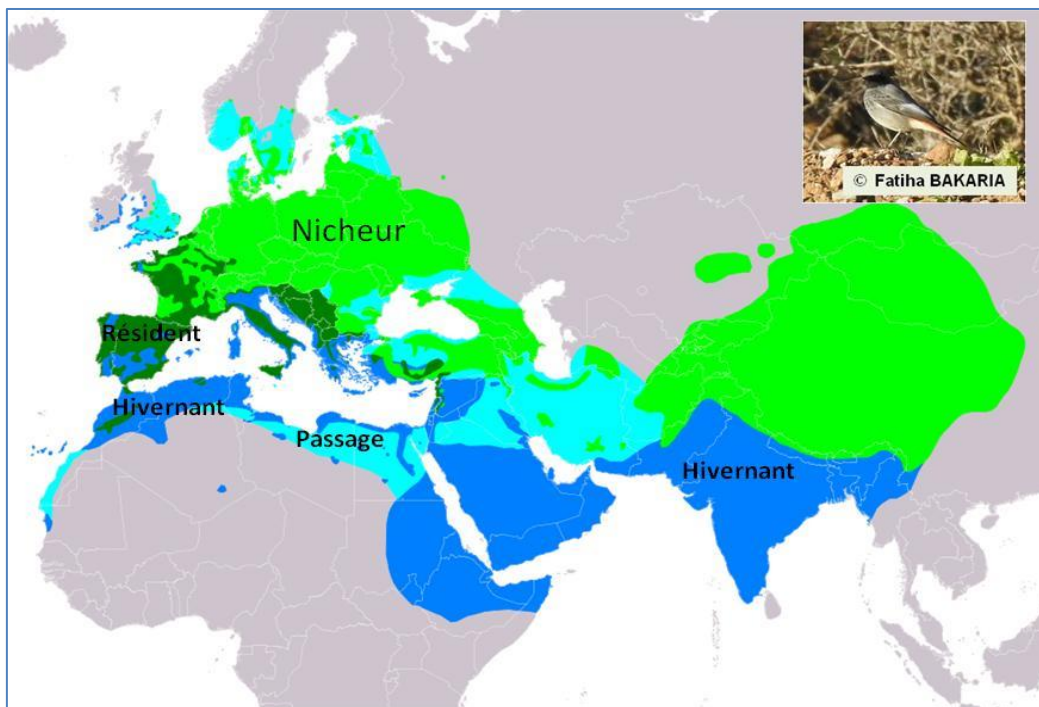 © Fatiha BAKARIA
Nicheur
Résident
Hivernant
Passage
Hivernant